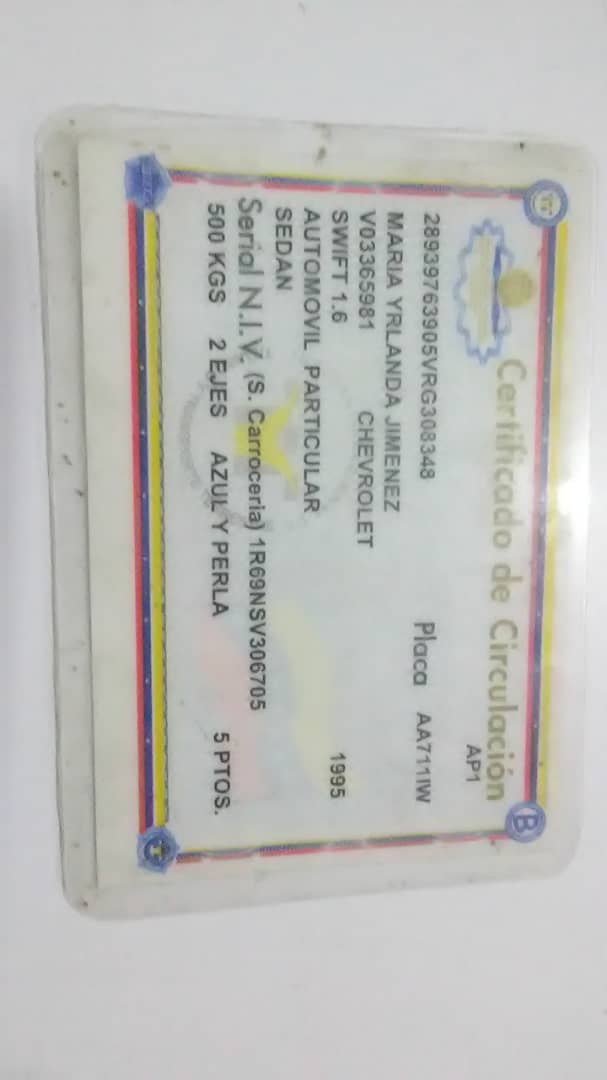 Certificado de Circulación
AP1
28939763905VRG308348 Placa AA711IW
MARIA YRLANDA JIMENEZ
V03365981 CHEVROLET
SWIFT 1.6 1995
AUTOMOVIL PARTICULAR
SEDAN
Serial N.I.V. (S. Carroceria) 1R69NSV306705
500 KGS 2 EJES AZUL Y PERLA 5 PTOS.
B